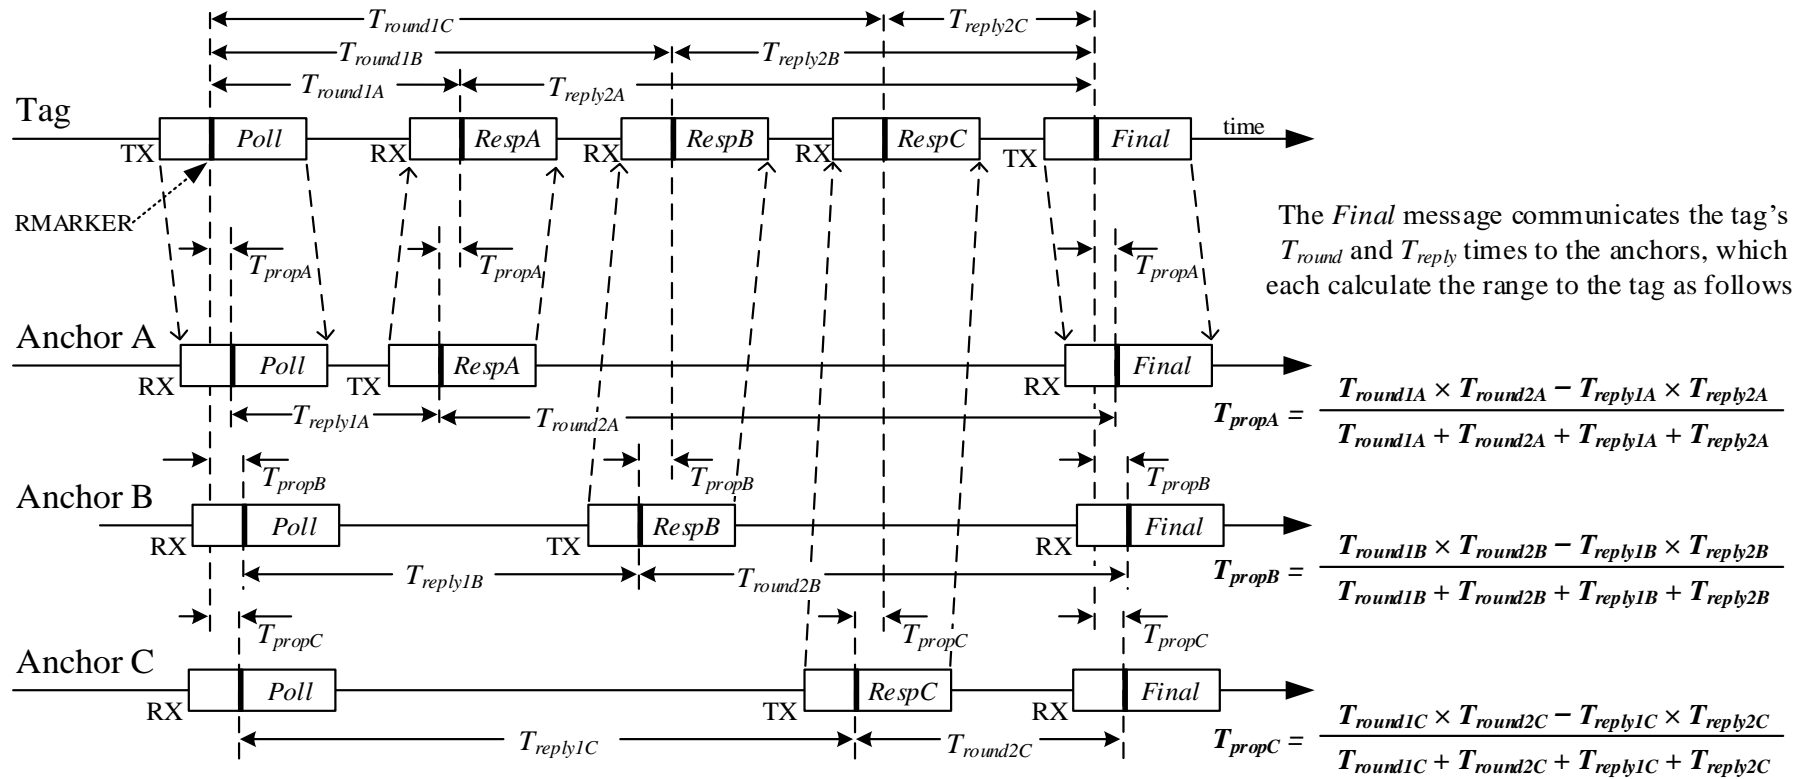 T_round1C T_reply2C
T_round1B T_reply2B
T_round1A T_reply2A
Tag
Poll RespA RespB RespC Final time
TX RX RX RX TX
RMARKER
The Final message communicates the tag's
T_round and T_reply times to the anchors, which
each calculate the range to the tag as follows
T_propA T_propA T_propA
Anchor A
Poll RespA Final
RX TX RX
T_reply1A T_round2A
T_propA = T_round1A × T_round2A − T_reply1A × T_reply2A
T_round1A + T_round2A + T_reply1A + T_reply2A
T_propB T_propB T_propB
Anchor B
Poll RespB Final
RX TX RX
T_reply1B T_round2B
T_propB = T_round1B × T_round2B − T_reply1B × T_reply2B
T_round1B + T_round2B + T_reply1B + T_reply2B
T_propC T_propC T_propC
Anchor C
Poll RespC Final
RX TX RX
T_reply1C T_round2C
T_propC = T_round1C × T_round2C − T_reply1C × T_reply2C
T_round1C + T_round2C + T_reply1C + T_reply2C